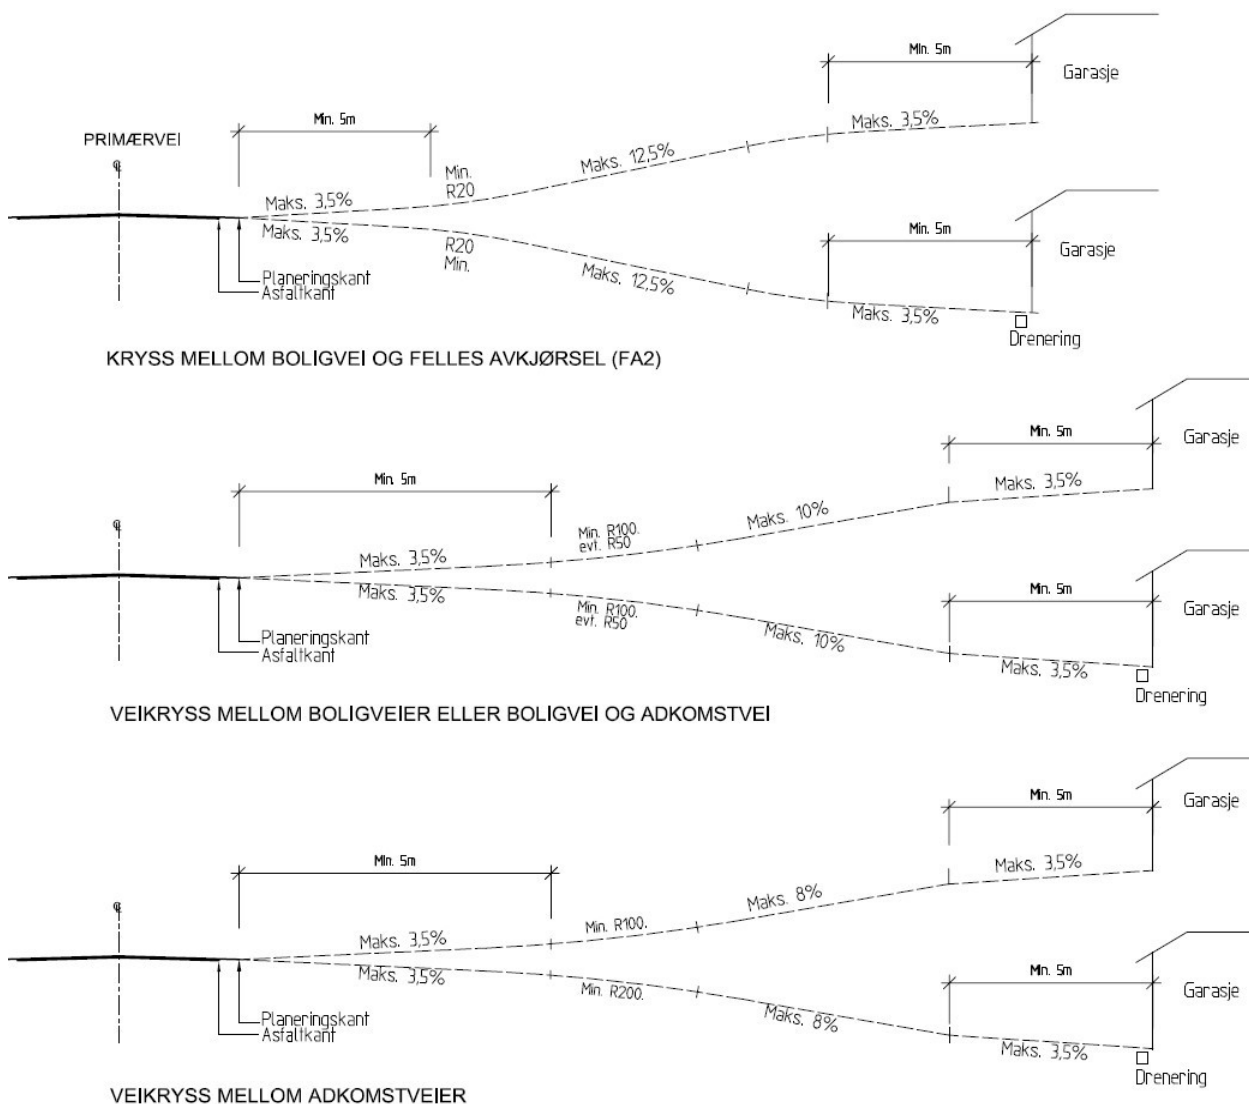 Min. 5m
Garasje
Min. 5m
PRIMÆRVEI
Maks. 3,5%
Maks. 12,5%
Min.
R20
Maks. 3,5%
Maks. 3,5%
R20
Min.
Min. 5m
Garasje
Maks. 12,5%
Planeringskant
Asfaltkant
Maks. 3,5%
Drenering
KRYSS MELLOM BOLIGVEI OG FELLES AVKJØRSEL (FA2)
Min. 5m
Garasje
Min. 5m
Maks. 3,5%
Maks. 10%
Min. R100.
evt. R50
Maks. 3,5%
Maks. 3,5%
Min. R100.
evt. R50
Min. 5m
Garasje
Maks. 10%
Planeringskant
Asfaltkant
Maks. 3,5%
Drenering
VEIKRYSS MELLOM BOLIGVEIER ELLER BOLIGVEI OG ADKOMSTVEI
Min. 5m
Garasje
Min. 5m
Maks. 3,5%
Maks. 8%
Min. R100.
Maks. 3,5%
Maks. 3,5%
Min. R200.
Min. 5m
Garasje
Maks. 8%
Planeringskant
Asfaltkant
Maks. 3,5%
Drenering
VEIKRYSS MELLOM ADKOMSTVEIER